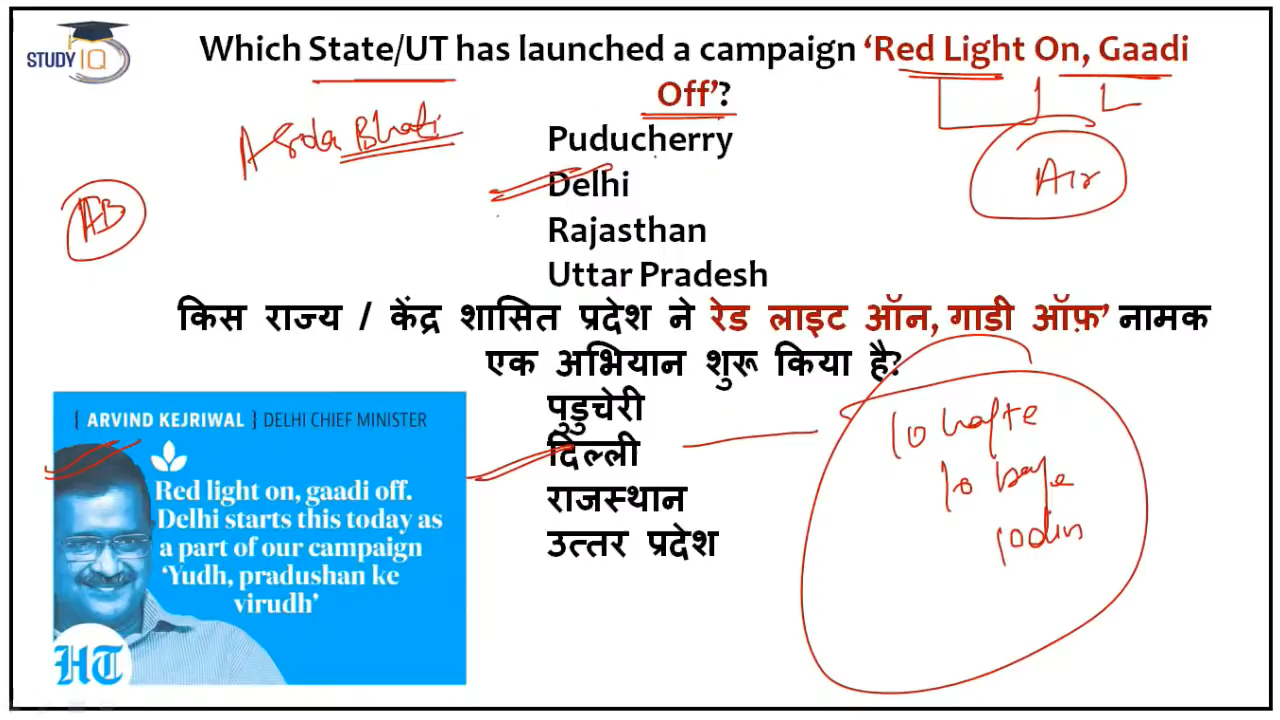 STUDY IQ
Which State/UT has launched a campaign ‘Red Light On, Gaadi
Off’?
Puducherry
Delhi
Rajasthan
Uttar Pradesh
Bhati
AB
Air
किस राज्य / केंद्र शासित प्रदेश ने रेड लाइट ऑन, गाडी ऑफ़’ नामक
एक अभियान शुरू किया है?
पुडुचेरी
दिल्ली
राजस्थान
उत्तर प्रदेश
{ ARVIND KEJRIWAL } DELHI CHIEF MINISTER
Red light on, gaadi off.
Delhi starts this today as
a part of our campaign
‘Yudh, pradushan ke
virudh’
HT
10 hafte
10 baje
10 din